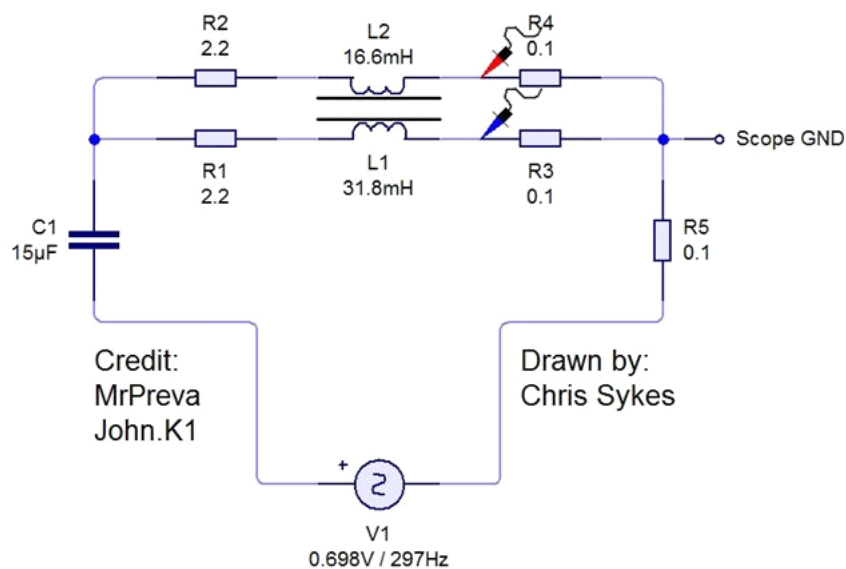 R2
2.2
L2
16.6mH
R4
0.1
R1
2.2
L1
31.8mH
R3
0.1
Scope GND
C1
15µF
R5
0.1
Credit:
MrPreva
John.K1
Drawn by:
Chris Sykes
+
V1
0.698V / 297Hz